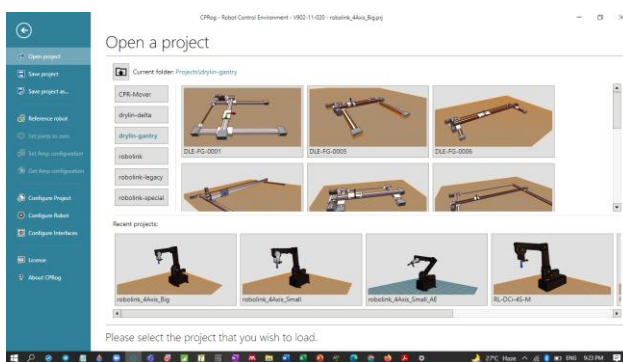 CPRog - Robot Control Environment - V902-11-020 - robolink_4Axis_Big.prj
Open a project
Open project
Save project
Save project as...
Reference robot
Set joints to zero
Set Amp configuration
Get Amp configuration
Configure Project
Configure Robot
Configure Interfaces
License
About CPRog
Current folder: Projects\drylin-gantry
CPR-Mover
drylin-delta
drylin-gantry
robolink
robolink-legacy
robolink-special
DLE-FG-0001
DLE-FG-0005
DLE-FG-0006
Recent projects:
robolink_4Axis_Big
robolink_4Axis_Small
robolink_4Axis_Small_AE
RL-DCi-4S-M
Please select the project that you wish to load.
27°C Haze
ENG
9:23 PM